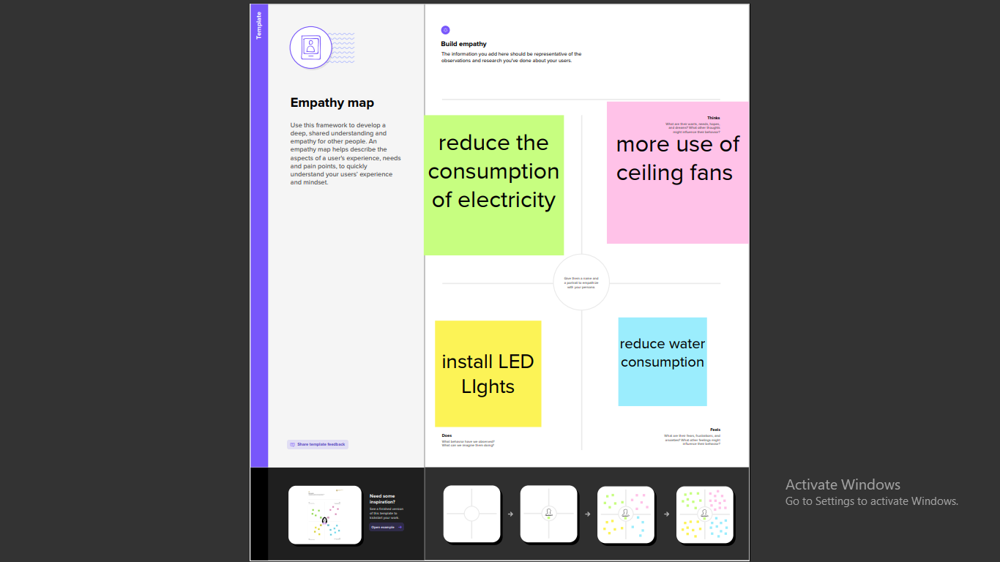 Template
Empathy map
Use this framework to develop a
deep, shared understanding and
empathy for other people. An
empathy map helps describe the
aspects of a user's experience, needs
and pain points, to quickly
understand your users' experience
and mindset.
Share template feedback
Build empathy
The information you add here should be representative of the
observations and research you've done about your users.
reduce the
consumption
of electricity
Thinks
What are their wants, needs, hopes,
and dreams? What other thoughts
might influence their behavior?
more use of
ceiling fans
Give them a name and
a portrait to empathize
with your persona
install LED
LIghts
reduce water
consumption
Does
What behavior have we observed?
What can we imagine them doing?
Feels
What are their fears, frustrations, and
anxieties? What other feelings might
influence their behavior?
Need some
inspiration?
See a finished version
of this template to
kickstart your work.
Open example
Activate Windows
Go to Settings to activate Windows.